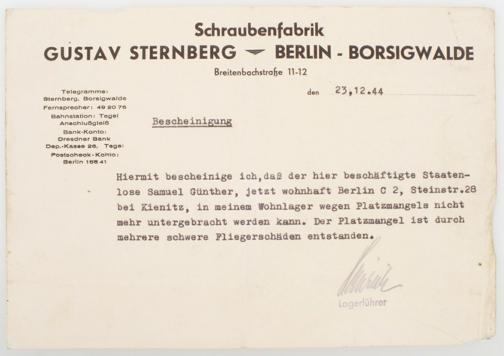 Schraubenfabrik
GUSTAV STERNBERG BERLIN - BORSIGWALDE
Breitenbachstraße 11-12
den 23.12.44
Telegramme:
Sternberg, Borsigwalde
Fernsprecher: 49 20 76
Bahnstation: Tegel
Anschlußgleiß
Bank-Konto:
Dresdner Bank
Dep.-Kasse 26, Tegel
Postscheck-Konto:
Berlin 166 41
Bescheinigung
Hiermit bescheinige ich,daß der hier beschäftigte Staaten-
lose Samuel Günther, jetzt wohnhaft Berlin C 2, Steinstr.28
bei Kienitz, in meinem Wohnlager wegen Platzmangels nicht
mehr untergebracht werden kann. Der Platzmangel ist durch
mehrere schwere Fliegerschäden entstanden.
Lagerführer